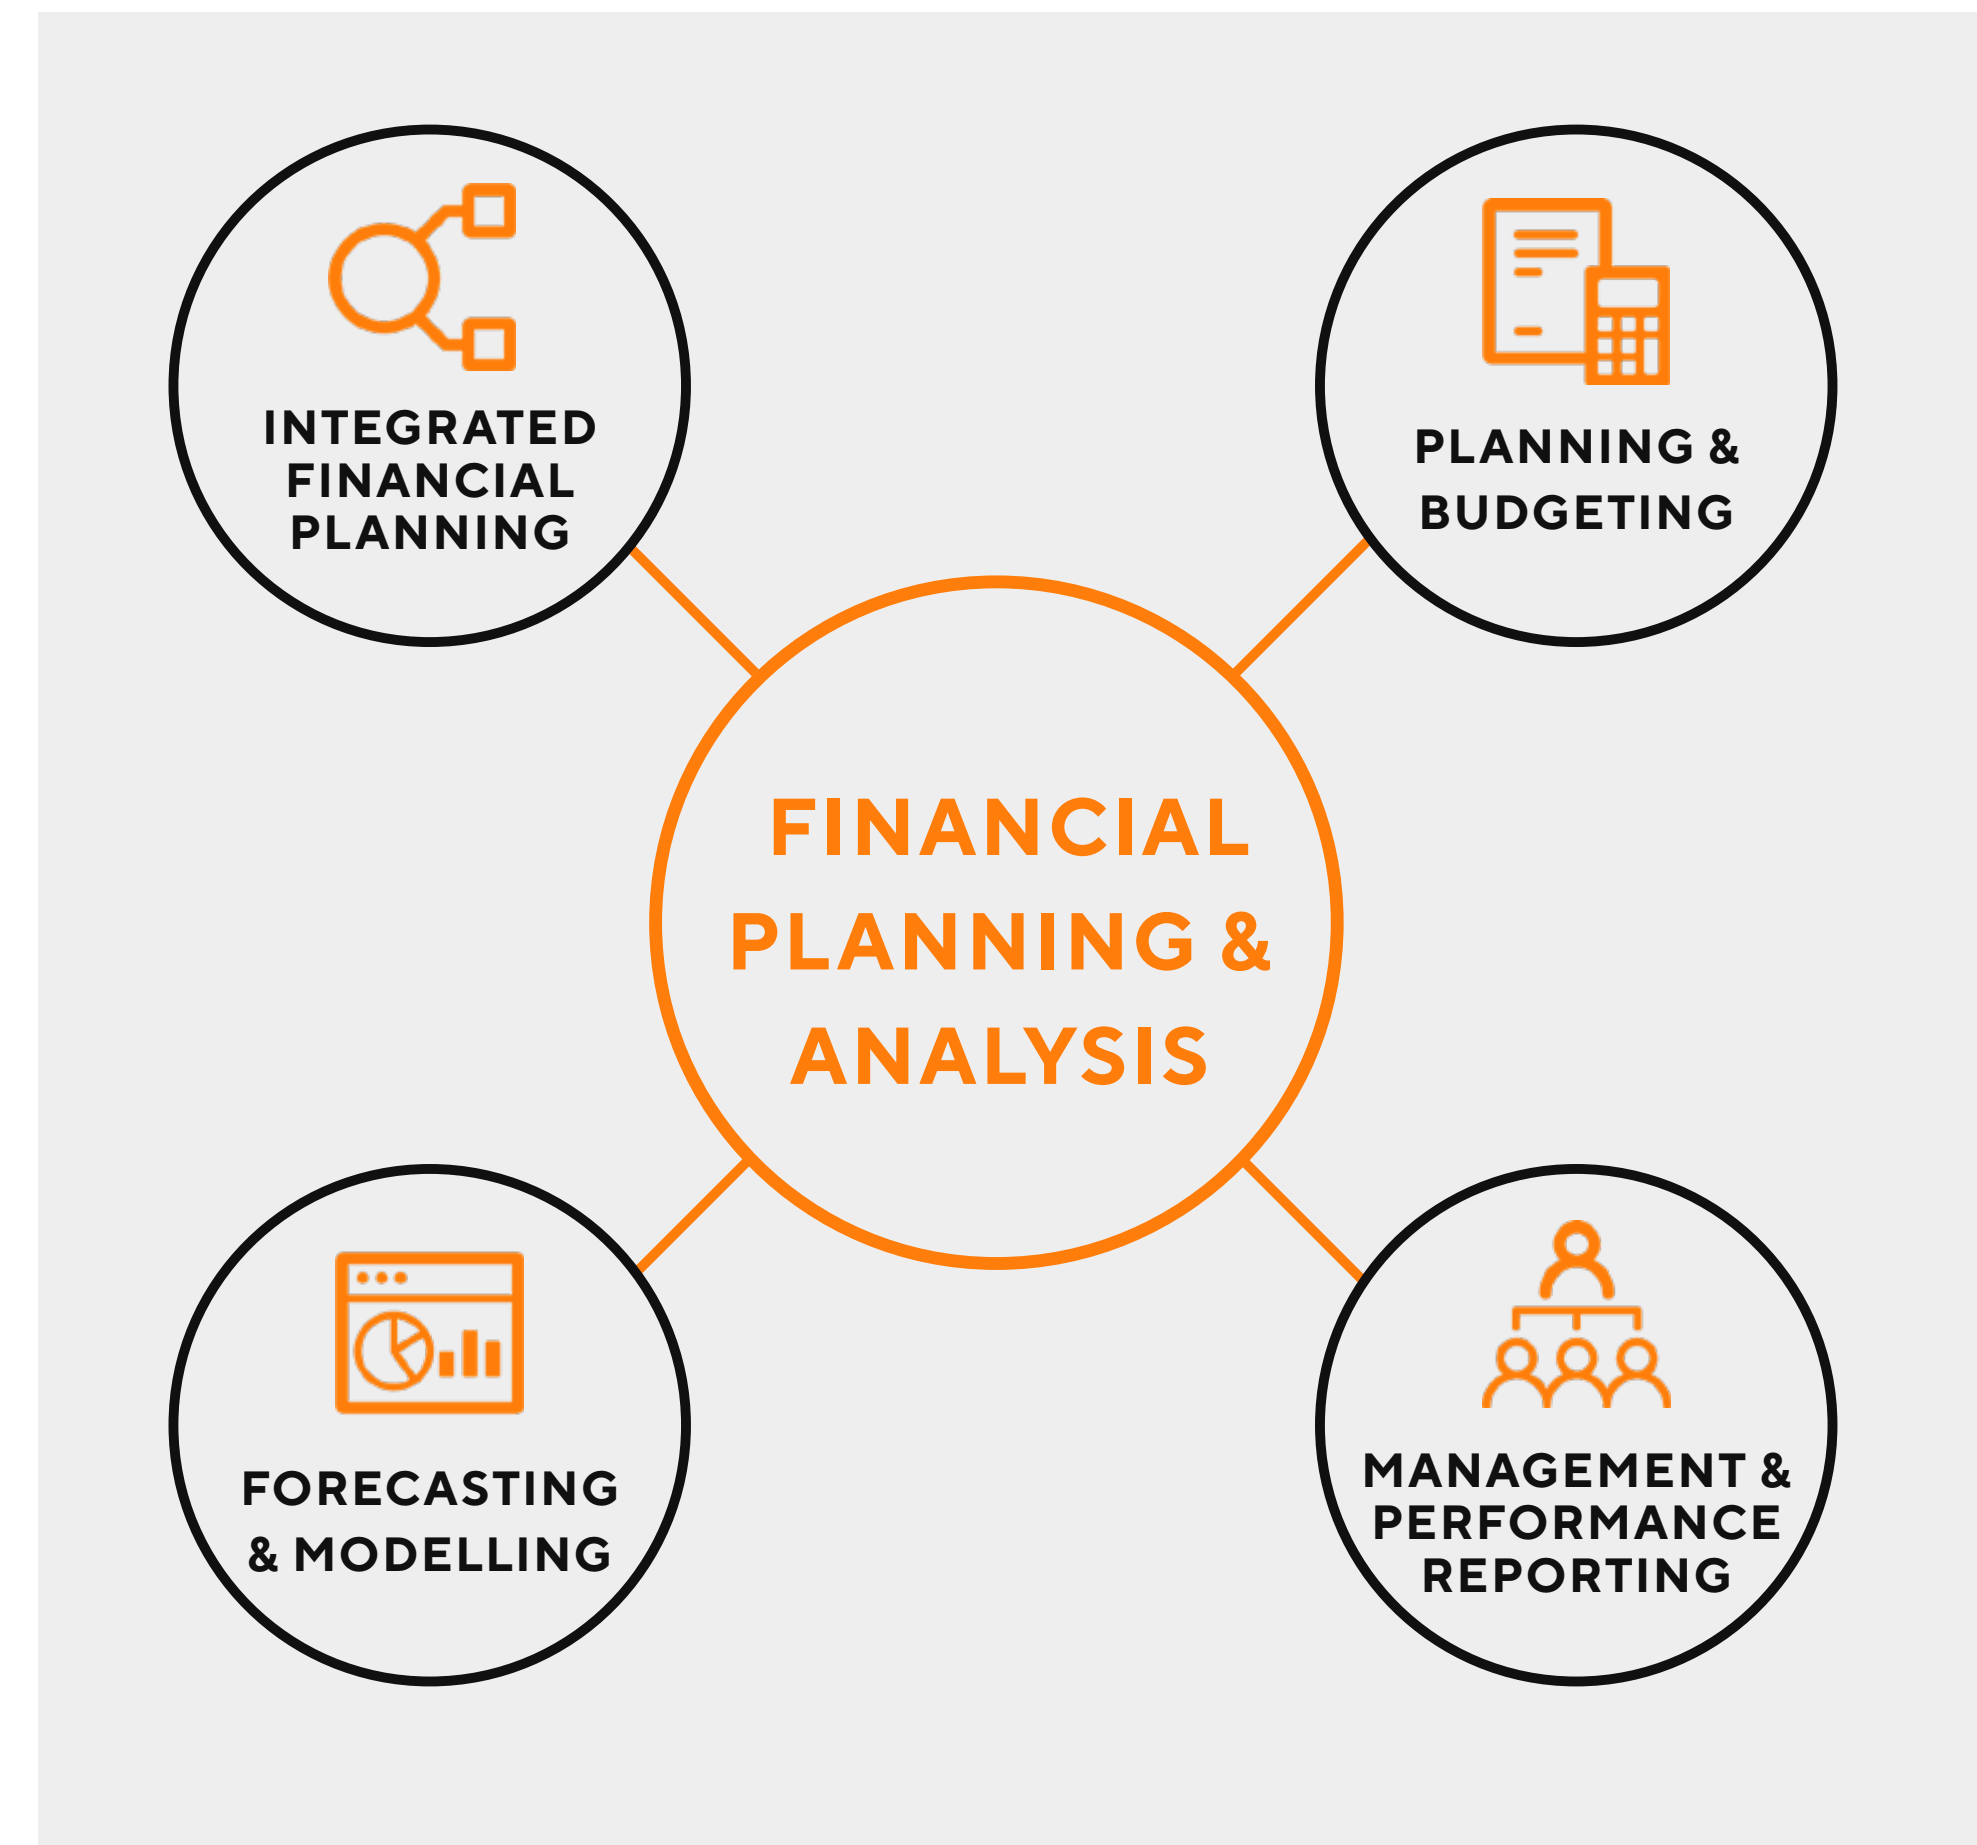 INTEGRATED
FINANCIAL
PLANNING
PLANNING &
BUDGETING
FINANCIAL
PLANNING &
ANALYSIS
FORECASTING
& MODELLING
MANAGEMENT &
PERFORMANCE
REPORTING